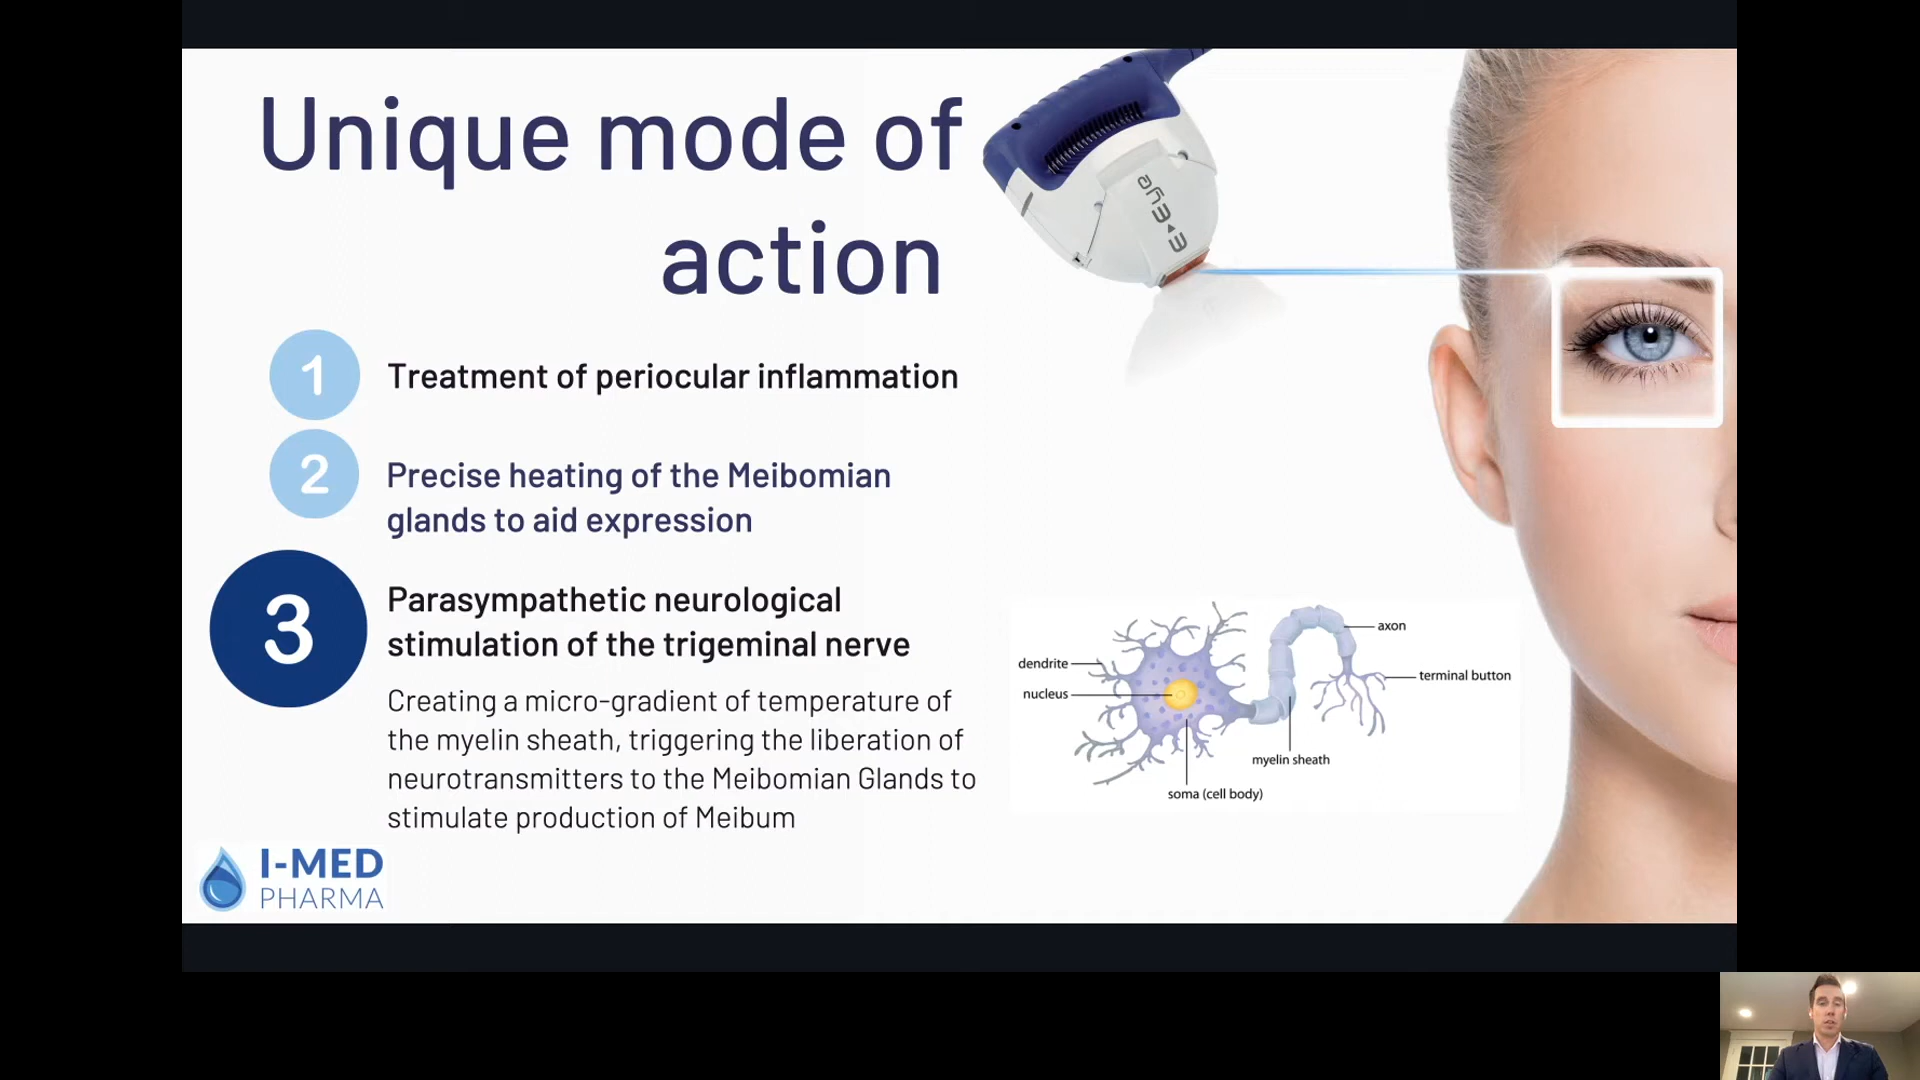 Unique mode of
action
1
Treatment of periocular inflammation
2
Precise heating of the Meibomian
glands to aid expression
3
Parasympathetic neurological
stimulation of the trigeminal nerve
Creating a micro-gradient of temperature of
the myelin sheath, triggering the liberation of
neurotransmitters to the Meibomian Glands to
stimulate production of Meibum
E▸Eye
dendrite
nucleus
axon
terminal button
myelin sheath
soma (cell body)
I-MED
PHARMA